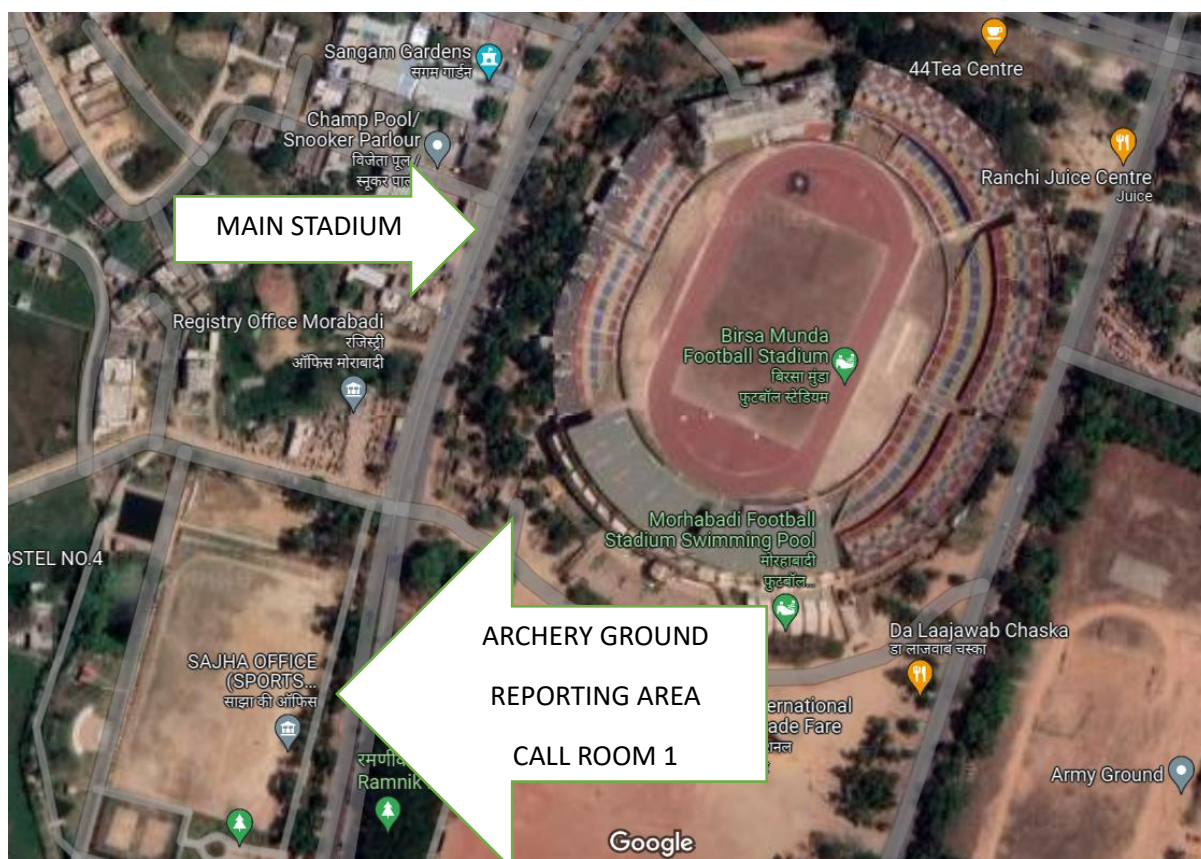 Sangam Gardens
संगम गार्डन
44Tea Centre
Champ Pool/
Snooker Parlour
विजेता पूल //
स्नूकर
Ranchi Juice Centre
Juice
MAIN STADIUM
Registry Office Morabadi
रजिस्ट्री
ऑफिस मोराबादी
Birsa Munda
Football Stadium
बिरसा मुंडा
फुटबॉल स्टेडियम
OSTEL NO.4
Morhabadi Football
Stadium Swimming Pool
मोरहाबादी
फुटबॉल...
ARCHERY GROUND
REPORTING AREA
CALL ROOM 1
Da Laajawab Chaska
डा लाजवाब चस्का
SAJHA OFFICE
(SPORTS...
साझा की ऑफिस
ernational
ade Fare
Ramnik
Army Ground
Google